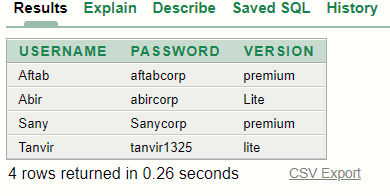 Results Explain Describe Saved SQL History
USERNAME PASSWORD VERSION
Aftab aftabcorp premium
Abir abircorp Lite
Sany Sanycorp premium
Tanvir tanvir1325 lite
4 rows returned in 0.26 seconds CSV Export